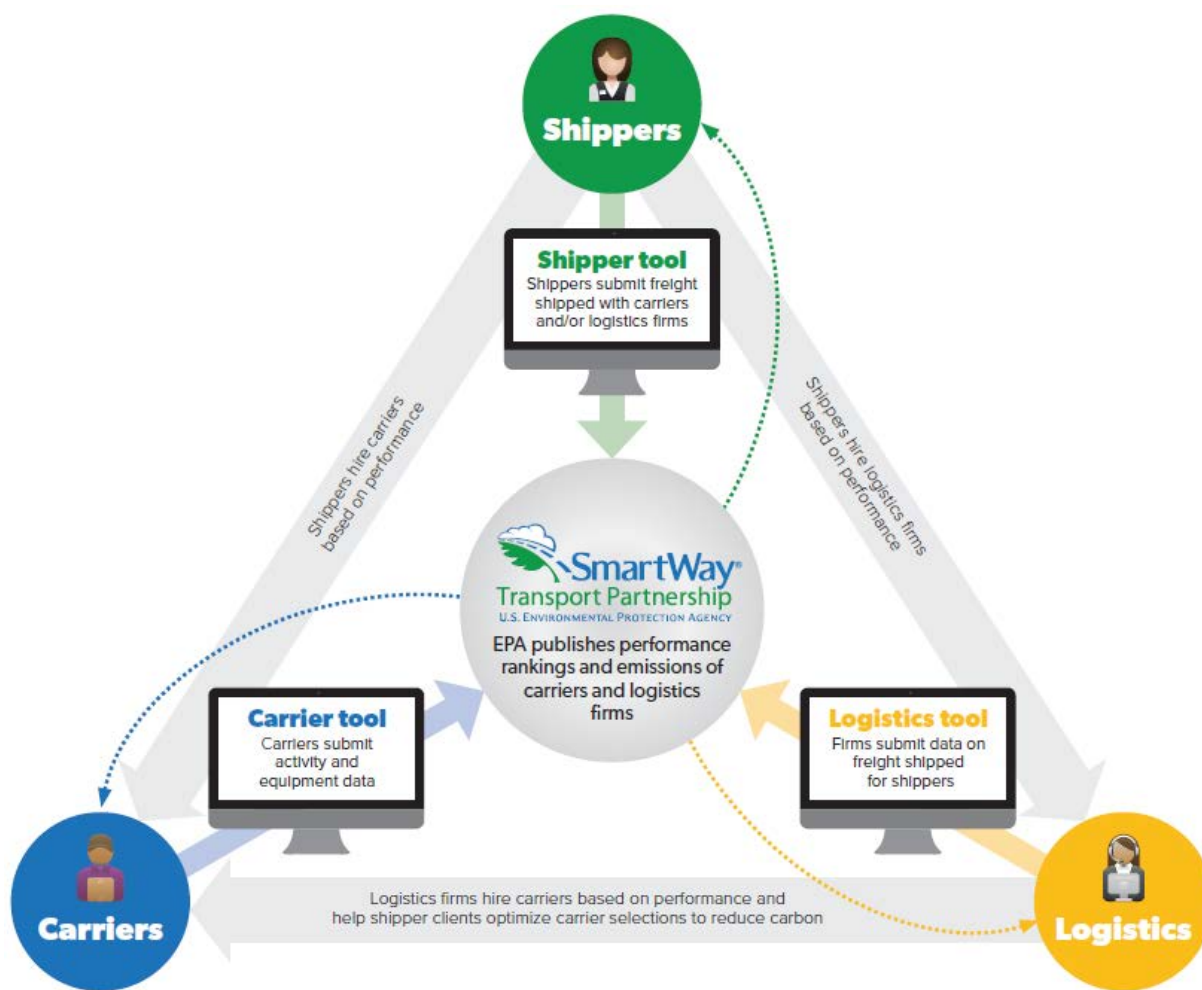 Shippers
Shipper tool
Shippers submit freight
shipped with carriers
and/or logistics firms
Shippers hire carriers
based on performance
Shippers hire logistics firms
based on performance
SmartWay®
Transport Partnership
U.S. ENVIRONMENTAL PROTECTION AGENCY
EPA publishes performance
rankings and emissions of
carriers and logistics
firms
Carrier tool
Carriers submit
activity and
equipment data
Logistics tool
Firms submit data on
freight shipped
for shippers
Carriers
Logistics firms hire carriers based on performance and
help shipper clients optimize carrier selections to reduce carbon
Logistics